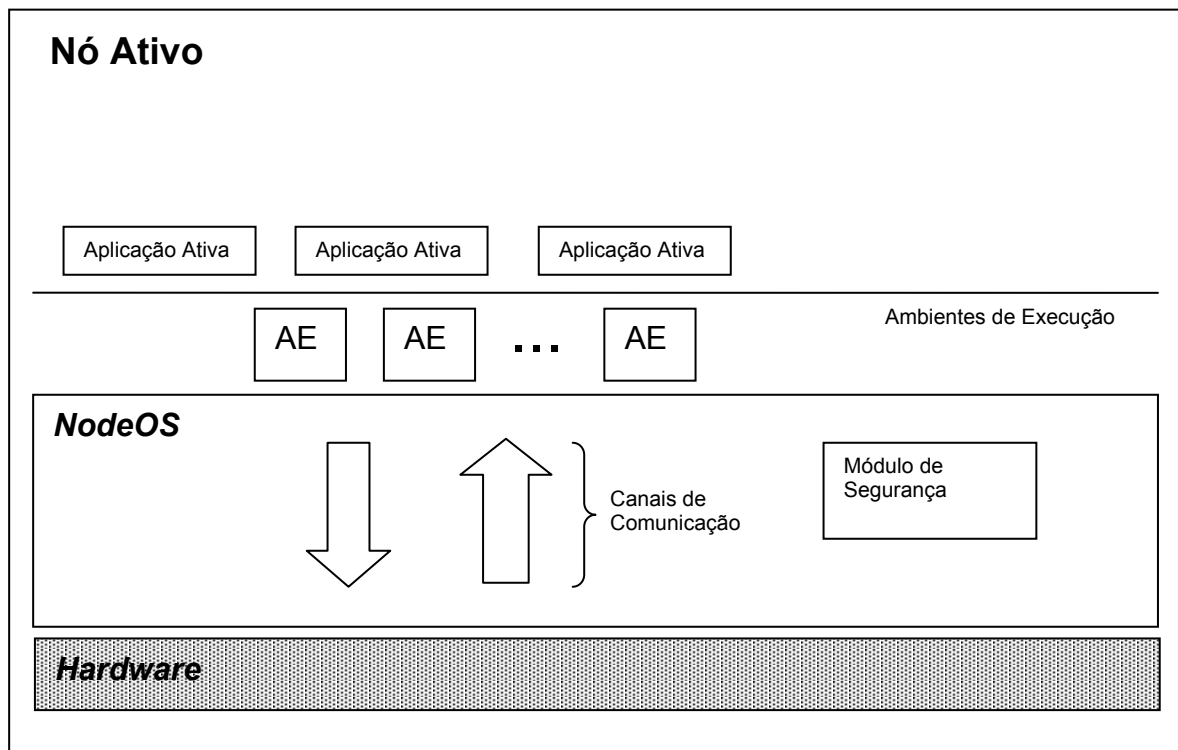 Nó Ativo
Aplicação Ativa
Aplicação Ativa
Aplicação Ativa
Ambientes de Execução
AE
AE
...
AE
NodeOS
Canais de
Comunicação
Módulo de
Segurança
Hardware